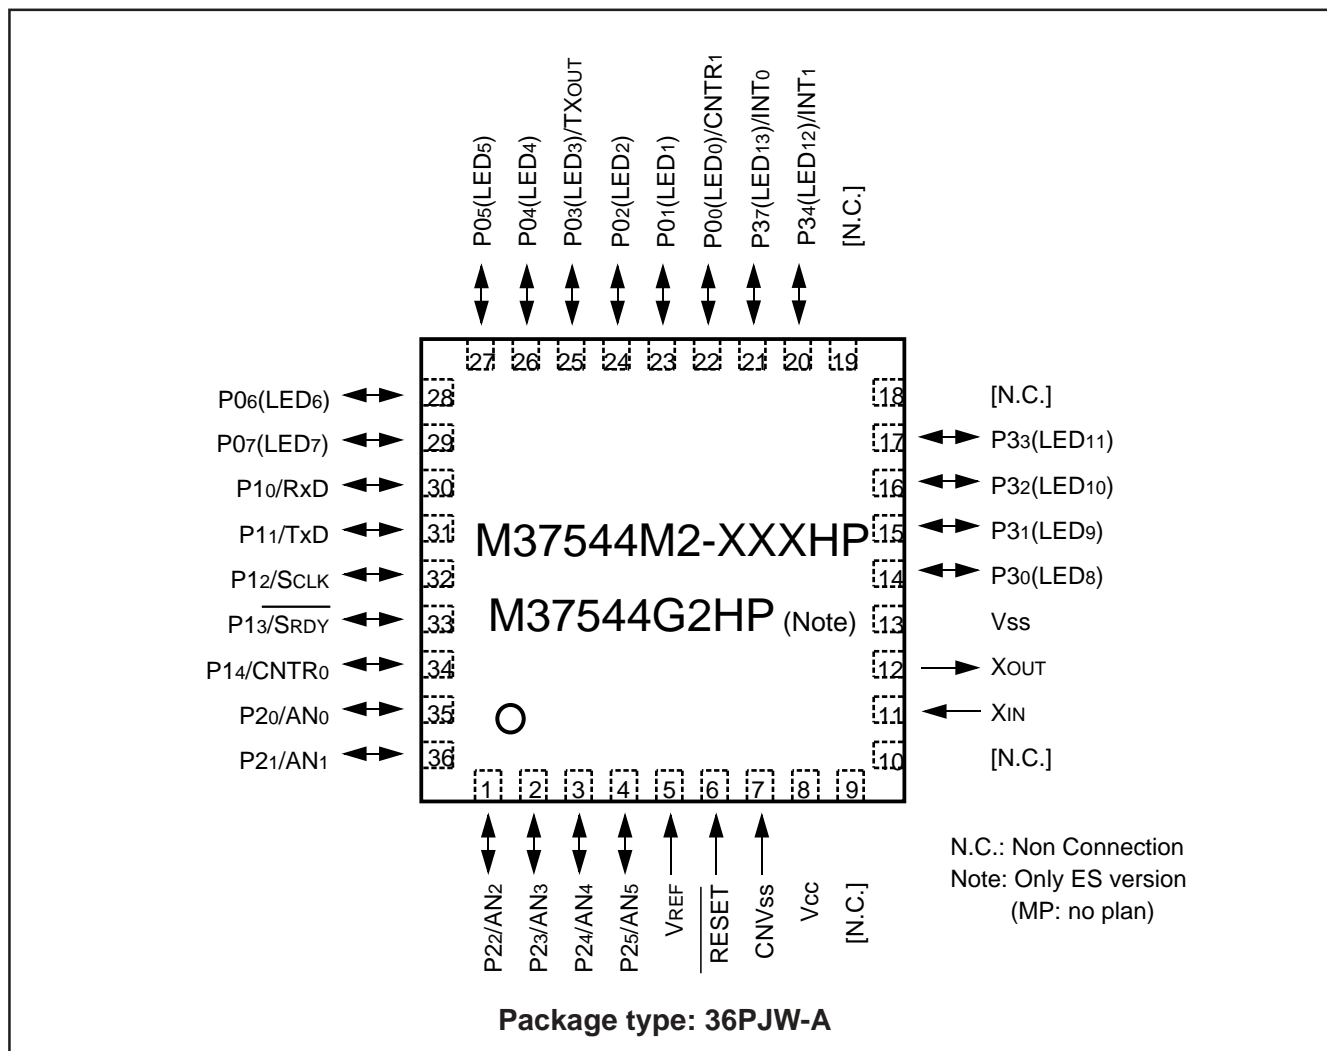 P05(LED5)
P04(LED4)
P03(LED3)/TXOUT
P02(LED2)
P01(LED1)
P00(LED0)/CNTR1
P37(LED13)/INT0
P34(LED12)/INT1
[N.C.]
27 26 25 24 23 22 21 20 19
P06(LED6) 28
P07(LED7) 29
P10/RxD 30
P11/TxD 31
P12/SCLK 32
P13/SRDY 33
P14/CNTR0 34
P20/AN0 35
P21/AN1 36
M37544M2-XXXHP
M37544G2HP (Note)
18 [N.C.]
17 P33(LED11)
16 P32(LED10)
15 P31(LED9)
14 P30(LED8)
13 Vss
12 XOUT
11 XIN
10 [N.C.]
1 2 3 4 5 6 7 8 9
P22/AN2
P23/AN3
P24/AN4
P25/AN5
VREF
RESET
CNVss
Vcc
[N.C.]
N.C.: Non Connection
Note: Only ES version
(MP: no plan)
Package type: 36PJW-A